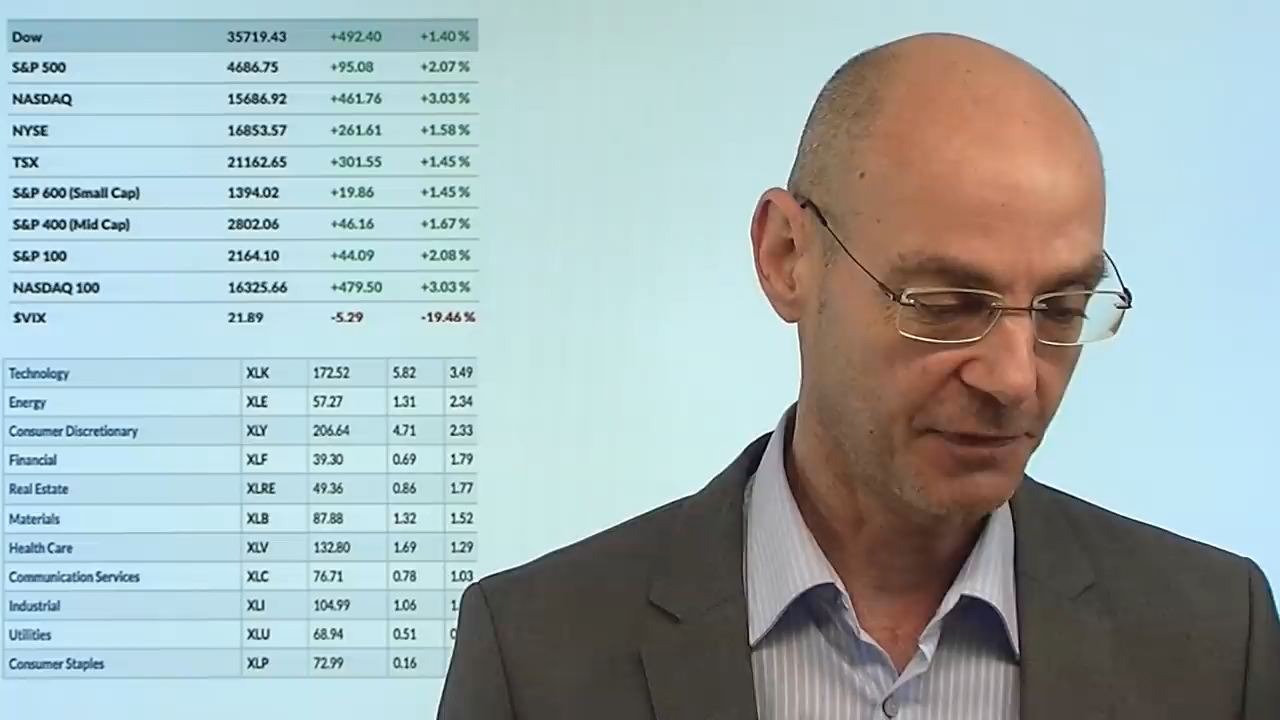 Dow 35719.43 +492.40 +1.40 %
S&P 500 4686.75 +95.08 +2.07 %
NASDAQ 15686.92 +461.76 +3.03 %
NYSE 16853.57 +261.61 +1.58 %
TSX 21162.65 +301.55 +1.45 %
S&P 600 (Small Cap) 1394.02 +19.86 +1.45 %
S&P 400 (Mid Cap) 2802.06 +46.16 +1.67 %
S&P 100 2164.10 +44.09 +2.08 %
NASDAQ 100 16325.66 +479.50 +3.03 %
$VIX 21.89 -5.29 -19.46 %
Technology XLK 172.52 5.82 3.49
Energy XLE 57.27 1.31 2.34
Consumer Discretionary XLY 206.64 4.71 2.33
Financial XLF 39.30 0.69 1.79
Real Estate XLRE 49.36 0.86 1.77
Materials XLB 87.88 1.32 1.52
Health Care XLV 132.80 1.69 1.29
Communication Services XLC 76.71 0.78 1.03
Industrial XLI 104.99 1.06
Utilities XLU 68.94 0.51
Consumer Staples XLP 72.99 0.16